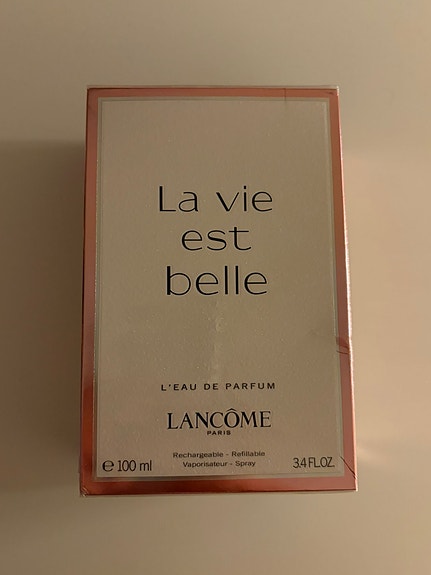 La vie
est
belle
L'EAU DE PARFUM
LANCÔME
PARIS
Rechargeable - Refillable
Vaporisateur - Spray
℮ 100 ml
3.4 FL.OZ.